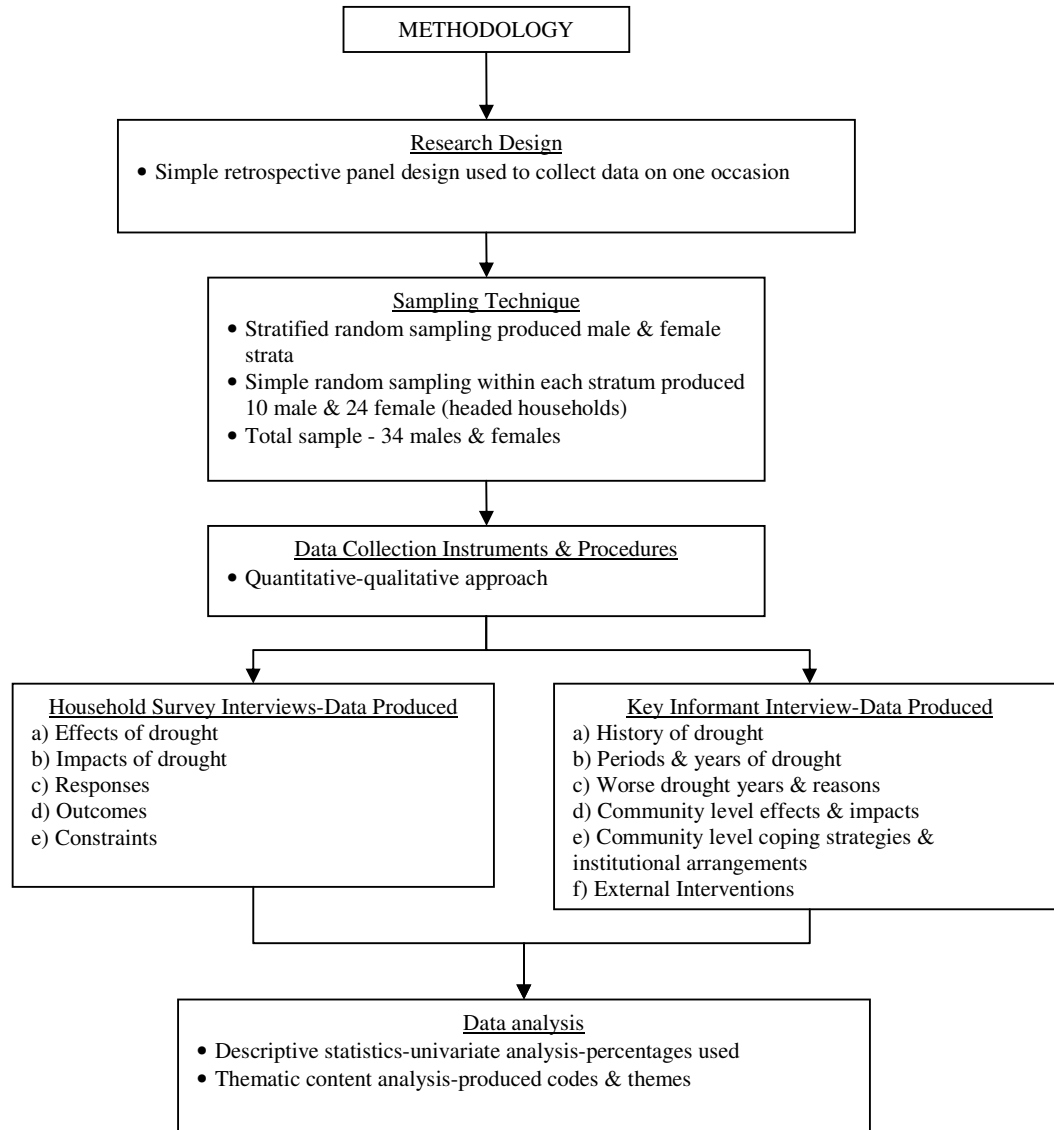 METHODOLOGY
Research Design
• Simple retrospective panel design used to collect data on one occasion
Sampling Technique
• Stratified random sampling produced male & female
strata
• Simple random sampling within each stratum produced
10 male & 24 female (headed households)
• Total sample - 34 males & females
Data Collection Instruments & Procedures
• Quantitative-qualitative approach
Household Survey Interviews-Data Produced
a) Effects of drought
b) Impacts of drought
c) Responses
d) Outcomes
e) Constraints
Key Informant Interview-Data Produced
a) History of drought
b) Periods & years of drought
c) Worse drought years & reasons
d) Community level effects & impacts
e) Community level coping strategies &
institutional arrangements
f) External Interventions
Data analysis
• Descriptive statistics-univariate analysis-percentages used
• Thematic content analysis-produced codes & themes